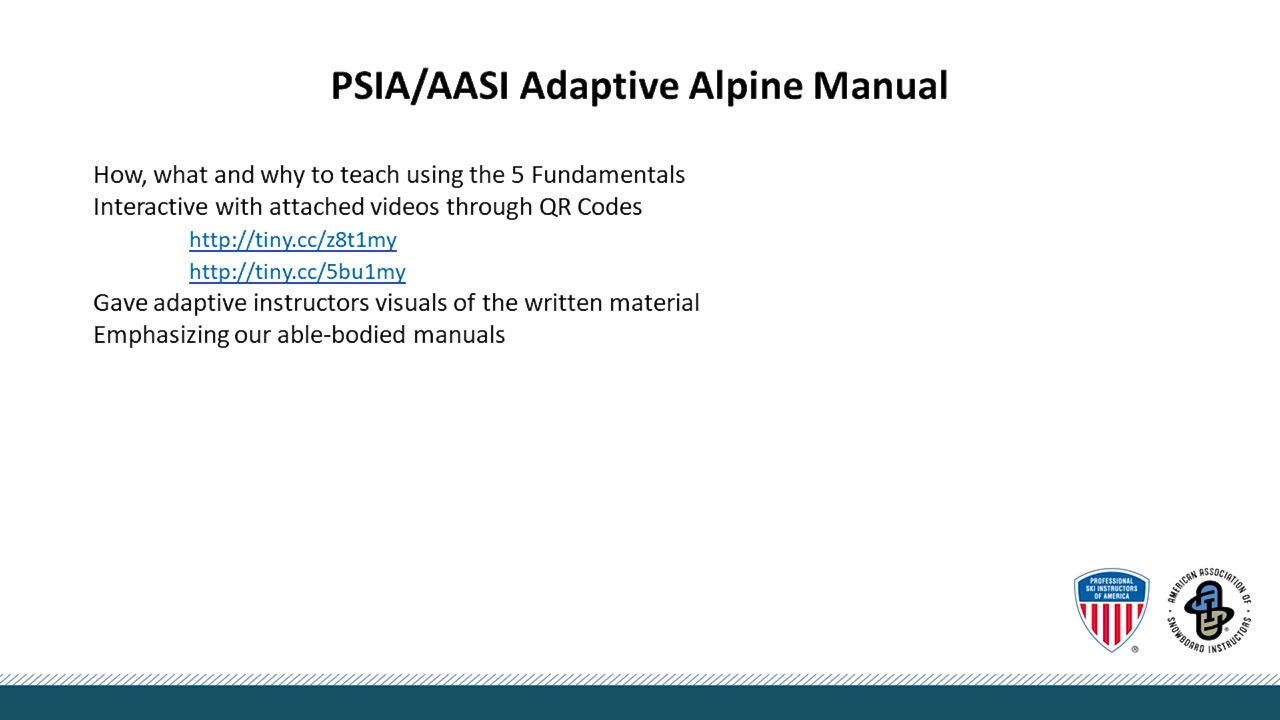 PSIA/AASI Adaptive Alpine Manual
How, what and why to teach using the 5 Fundamentals
Interactive with attached videos through QR Codes
http://tiny.cc/z8t1my
http://tiny.cc/5bu1my
Gave adaptive instructors visuals of the written material
Emphasizing our able-bodied manuals
PROFESSIONAL
SKI INSTRUCTORS
OF AMERICA
®
AMERICAN ASSOCIATION OF
· SNOWBOARD INSTRUCTORS ·
®